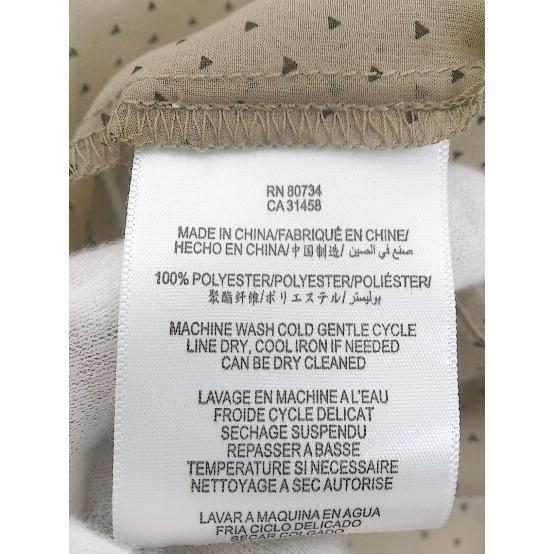 RN 80734
CA 31458
MADE IN CHINA/FABRIQUÉ EN CHINE/
HECHO EN CHINA/中国制造/صنع في الصين
100% POLYESTER/POLYESTER/POLIÉSTER/
聚酯纤维/ポリエステル/بوليستر
MACHINE WASH COLD GENTLE CYCLE
LINE DRY, COOL IRON IF NEEDED
CAN BE DRY CLEANED
LAVAGE EN MACHINE A L'EAU
FROIDE CYCLE DELICAT
SECHAGE SUSPENDU
REPASSER A BASSE
TEMPERATURE SI NECESSAIRE
NETTOYAGE A SEC AUTORISE
LAVAR A MAQUINA EN AGUA
FRIA CICLO DELICADO
SECAR COLGADO